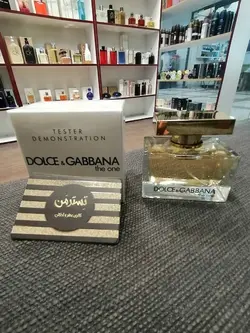 TESTER
DEMONSTRATION
DOLCE & GABBANA
the one
تستر من
DOLCE & GABBANA